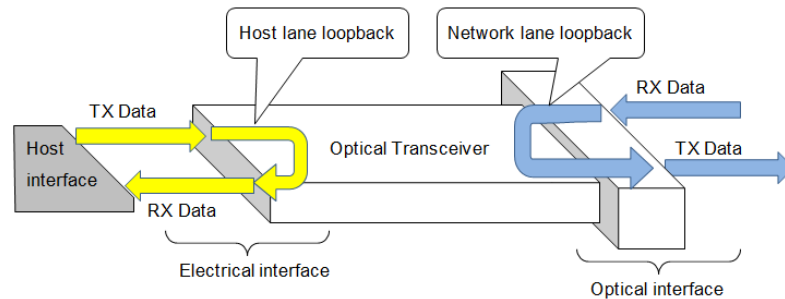 Host lane loopback
Network lane loopback
TX Data
RX Data
Host
interface
Optical Transceiver
TX Data
RX Data
Electrical interface
Optical interface